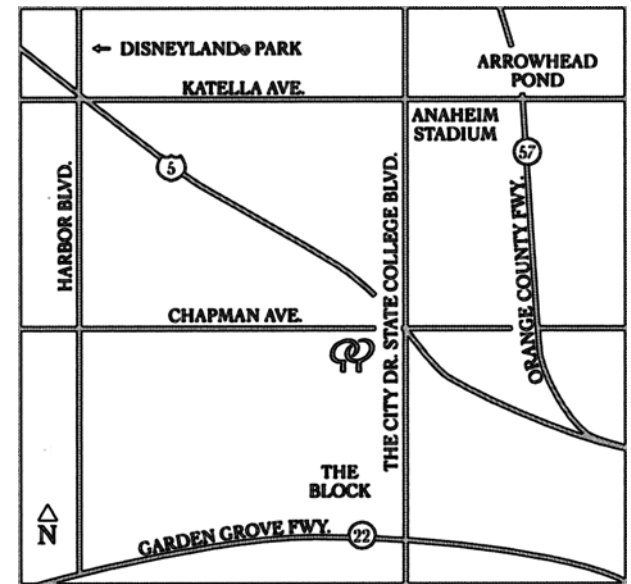 ← DISNEYLAND® PARK
ARROWHEAD
POND
KATELLA AVE.
ANAHEIM
STADIUM
57
5
HARBOR BLVD.
THE CITY DR. STATE COLLEGE BLVD.
ORANGE COUNTY FWY.
CHAPMAN AVE.
THE
BLOCK
N
GARDEN GROVE FWY.
22